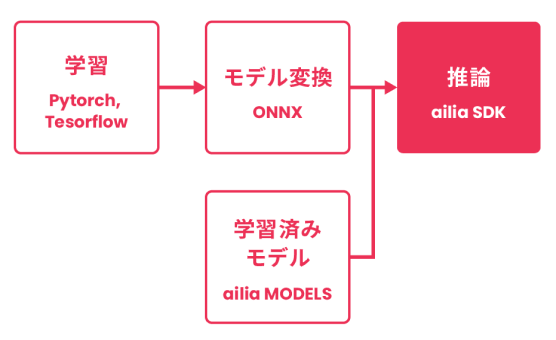 学習
Pytorch,
Tesorflow
モデル変換
ONNX
推論
ailia SDK
学習済み
モデル
ailia MODELS